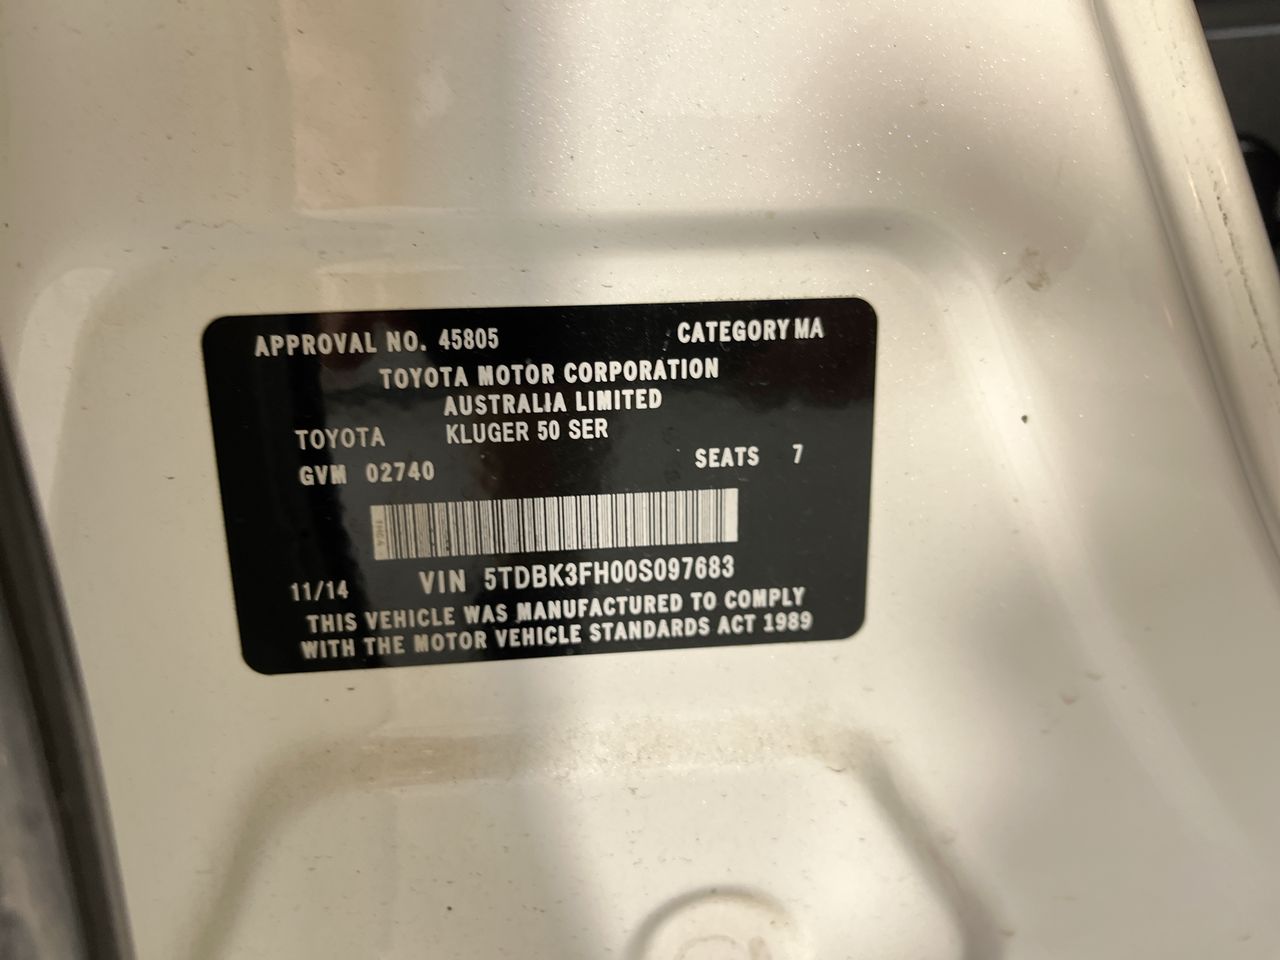 APPROVAL NO. 45805 CATEGORY MA
TOYOTA MOTOR CORPORATION
AUSTRALIA LIMITED
TOYOTA KLUGER 50 SER
GVM 02740 SEATS 7
11/14 VIN 5TDBK3FH00S097683
THIS VEHICLE WAS MANUFACTURED TO COMPLY
WITH THE MOTOR VEHICLE STANDARDS ACT 1989